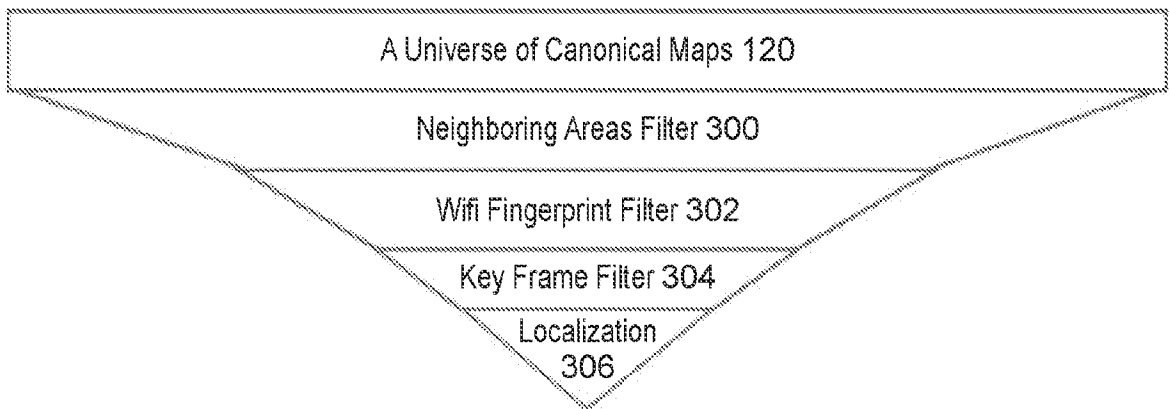 A Universe of Canonical Maps 120
Neighboring Areas Filter 300
Wifi Fingerprint Filter 302
Key Frame Filter 304
Localization
306